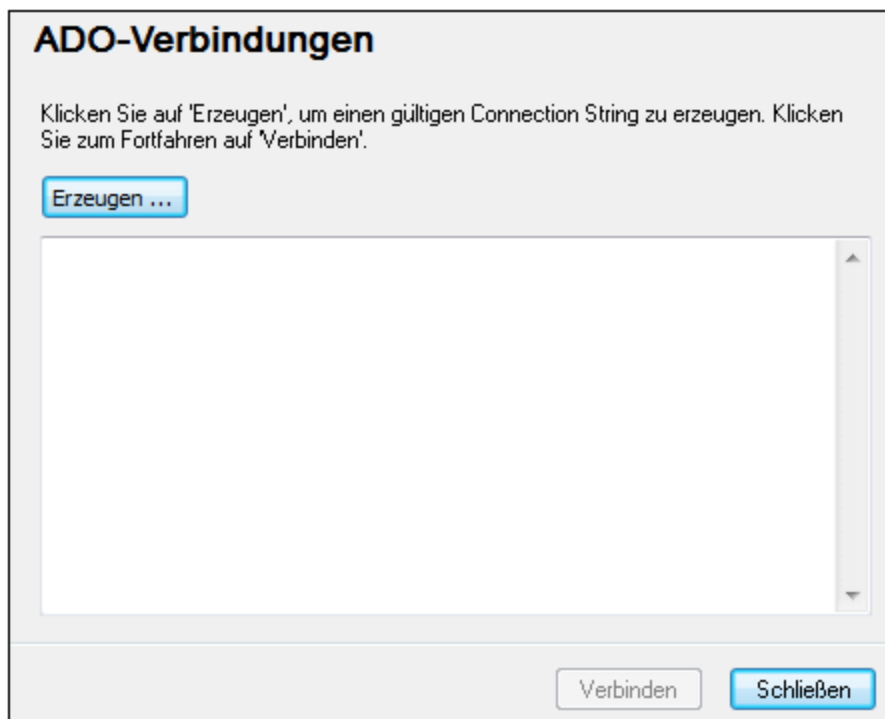 ADO-Verbindungen
Klicken Sie auf 'Erzeugen', um einen gültigen Connection String zu erzeugen. Klicken
Sie zum Fortfahren auf 'Verbinden'.
Erzeugen ...
Verbinden
Schließen